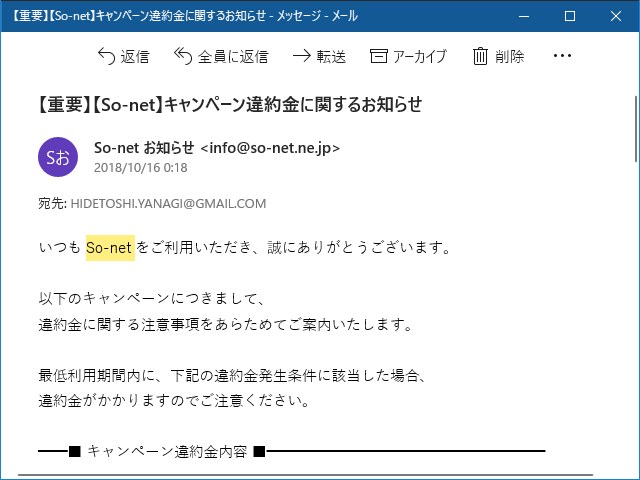 【重要】【So-net】キャンペーン違約金に関するお知らせ - メッセージ - メール
返信 全員に返信 転送 アーカイブ 削除
【重要】【So-net】キャンペーン違約金に関するお知らせ
Sお
So-net お知らせ <info@so-net.ne.jp>
2018/10/16 0:18
宛先: HIDETOSHI.YANAGI@GMAIL.COM
いつも So-net をご利用いただき、誠にありがとうございます。
以下のキャンペーンにつきまして、
違約金に関する注意事項をあらためてご案内いたします。
最低利用期間内に、下記の違約金発生条件に該当した場合、
違約金がかかりますのでご注意ください。
━━■ キャンペーン違約金内容 ■━━━━━━━━━━━━━━━━━━━